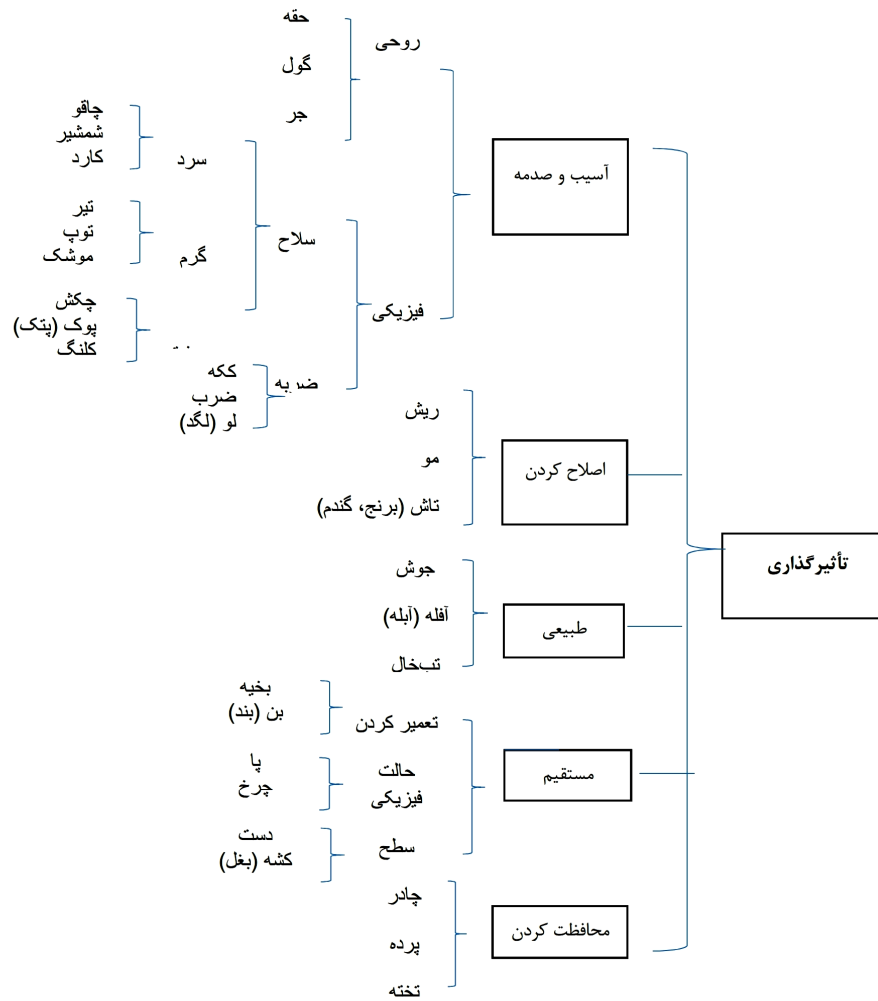 تأثیرگذاری
آسیب و صدمه
روحی
حقه
گول
جر
فیزیکی
سلاح
سرد
چاقو
شمشیر
کارد
گرم
تیر
توپ
موشک
چکش
پوک (پتک)
کلنگ
ضربه
ککه
ضرب
لو (لگد)
اصلاح کردن
ریش
مو
تاش (برنج، گندم)
طبیعی
جوش
آفله (آبله)
تب‌خال
مستقیم
تعمیر کردن
بخیه
بن (بند)
حالت
فیزیکی
پا
چرخ
سطح
دست
کشه (بغل)
محافظت کردن
چادر
پرده
تخته